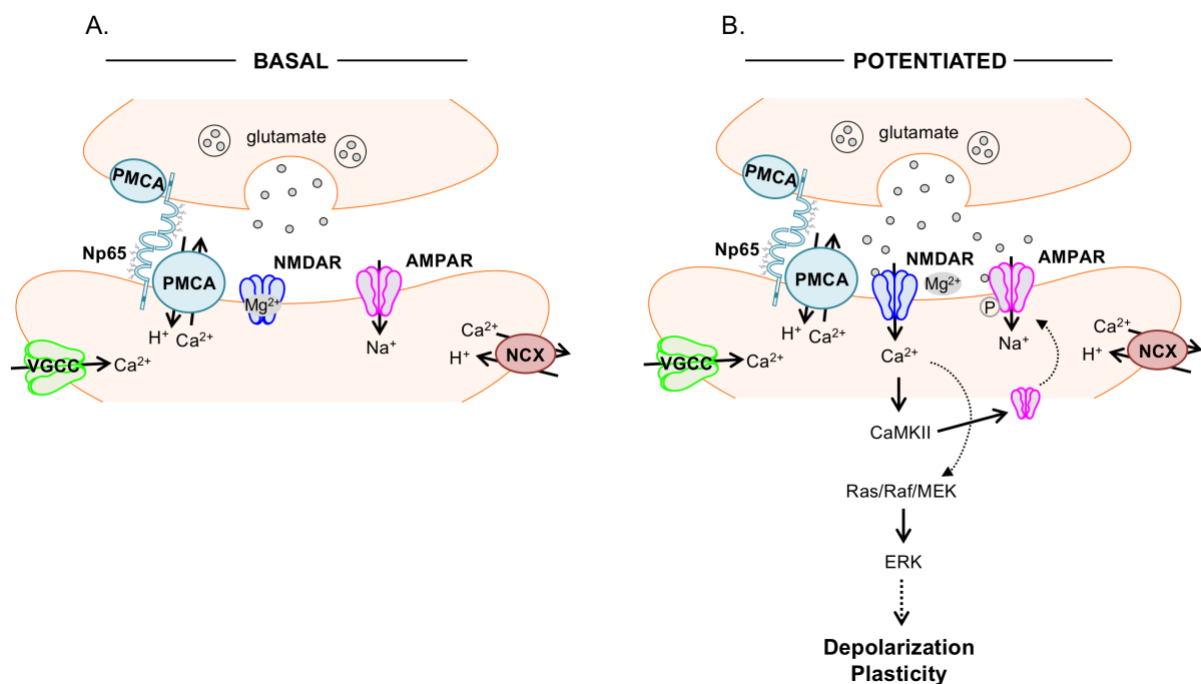 A.
BASAL
glutamate
PMCA
Np65
PMCA
NMDAR
Mg²⁺
AMPAR
H⁺
Ca²⁺
Na⁺
VGCC
Ca²⁺
Ca²⁺
H⁺
NCX
B.
POTENTIATED
glutamate
PMCA
Np65
PMCA
NMDAR
Mg²⁺
AMPAR
P
H⁺
Ca²⁺
Ca²⁺
Na⁺
VGCC
Ca²⁺
Ca²⁺
H⁺
NCX
CaMKII
Ras/Raf/MEK
ERK
Depolarization
Plasticity